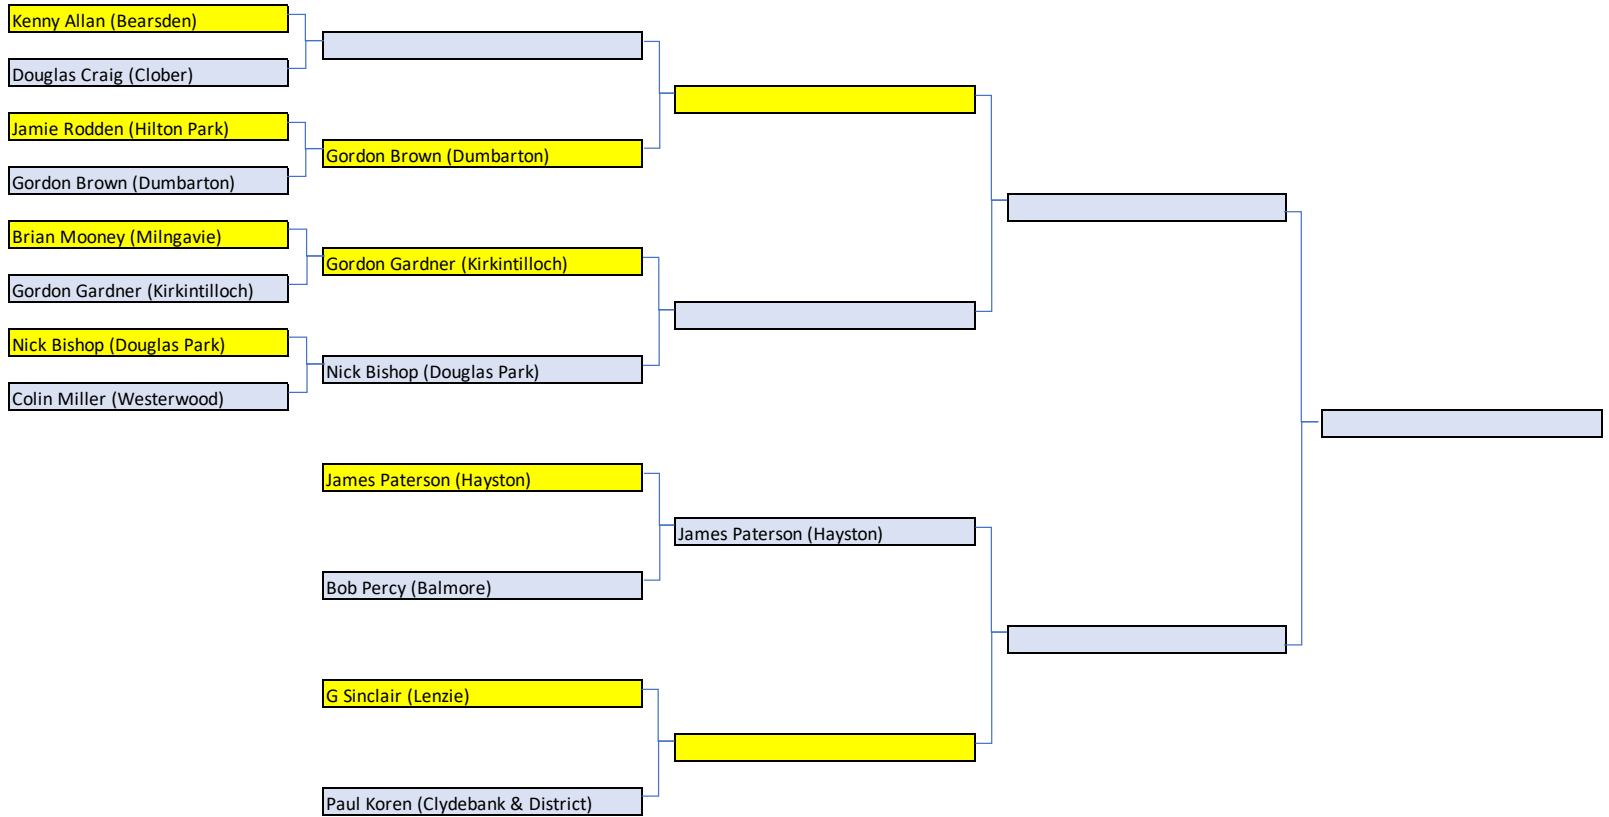 Kenny Allan (Bearsden)
Douglas Craig (Clober)
Jamie Rodden (Hilton Park)
Gordon Brown (Dumbarton)
Gordon Brown (Dumbarton)
Brian Mooney (Milngavie)
Gordon Gardner (Kirkintilloch)
Gordon Gardner (Kirkintilloch)
Nick Bishop (Douglas Park)
Nick Bishop (Douglas Park)
Colin Miller (Westerwood)
James Paterson (Hayston)
James Paterson (Hayston)
Bob Percy (Balmore)
G Sinclair (Lenzie)
Paul Koren (Clydebank & District)